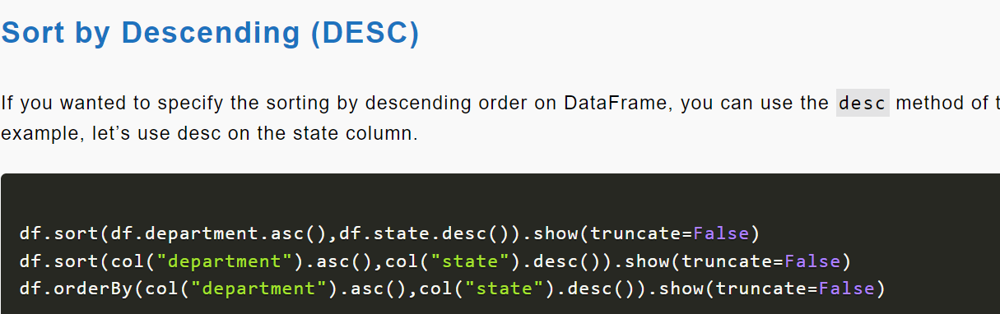 Sort by Descending (DESC)
If you wanted to specify the sorting by descending order on DataFrame, you can use the desc method of
example, let’s use desc on the state column.
df.sort(df.department.asc(),df.state.desc()).show(truncate=False)
df.sort(col("department").asc(),col("state").desc()).show(truncate=False)
df.orderBy(col("department").asc(),col("state").desc()).show(truncate=False)